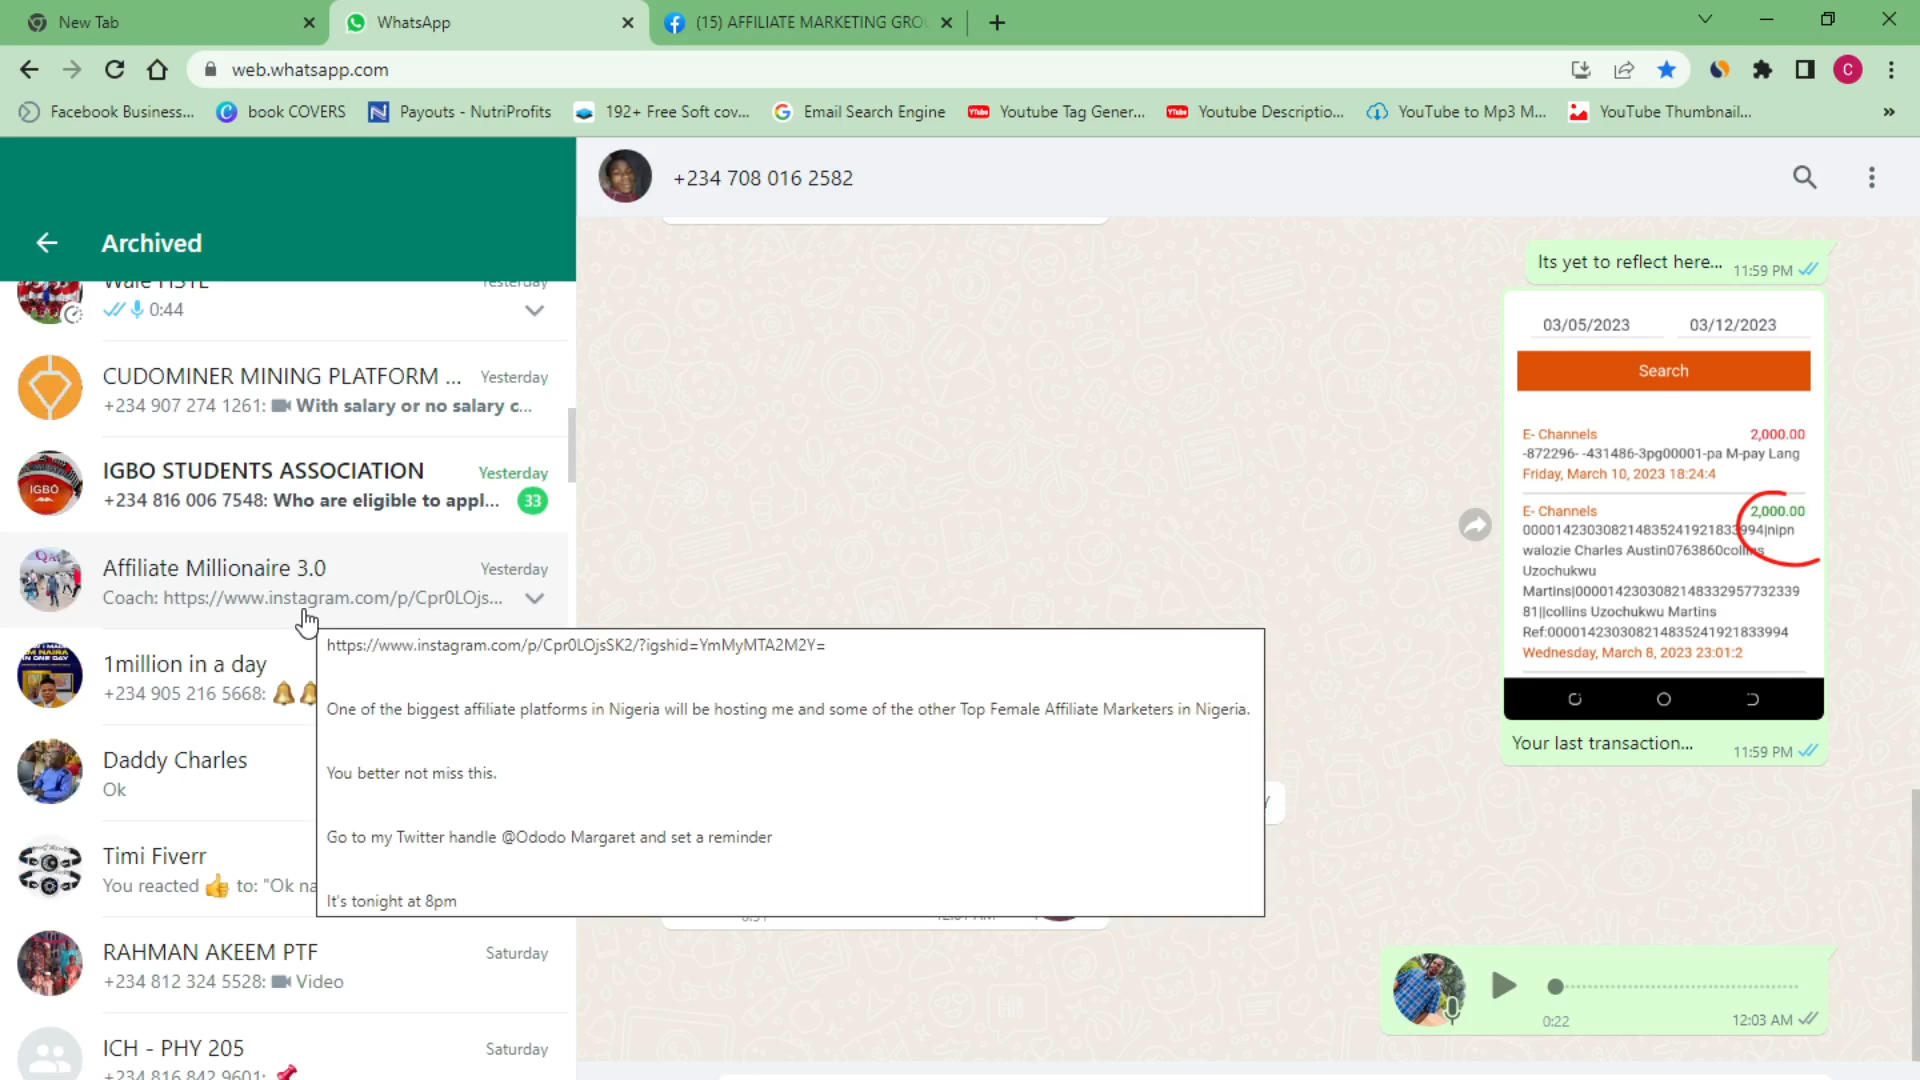 New Tab
WhatsApp
(15) AFFILIATE MARKETING GRO
web.whatsapp.com
C
Facebook Business...
book COVERS
Payouts - NutriProfits
192+ Free Soft cov...
Email Search Engine
Youtube Tag Gener...
Youtube Descriptio...
YouTube to Mp3 M...
YouTube Thumbnail...
Archived
+234 708 016 2582
Yesterday
0:44
CUDOMINER MINING PLATFORM ...
Yesterday
+234 907 274 1261: With salary or no salary c...
IGBO STUDENTS ASSOCIATION
Yesterday
+234 816 006 7548: Who are eligible to appl...
33
IGBO
Affiliate Millionaire 3.0
Yesterday
Coach: https://www.instagram.com/p/Cpr0LOjs...
1million in a day
+234 905 216 5668:
Daddy Charles
Ok
Timi Fiverr
You reacted 👍 to: "Ok na
RAHMAN AKEEM PTF
Saturday
+234 812 324 5528: Video
ICH - PHY 205
Saturday
+234 816 842 9601:
https://www.instagram.com/p/Cpr0LOjsSK2/?igshid=YmMyMTA2M2Y=
One of the biggest affiliate platforms in Nigeria will be hosting me and some of the other Top Female Affiliate Marketers in Nigeria.
You better not miss this.
Go to my Twitter handle @Ododo Margaret and set a reminder
It's tonight at 8pm
Its yet to reflect here...
11:59 PM
03/05/2023
03/12/2023
Search
E- Channels
2,000.00
-872296- -431486-3pg00001-pa M-pay Lang
Friday, March 10, 2023 18:24:4
E- Channels
2,000.00
000014230308214835241921833994|nipn
walozie Charles Austin0763860collins
Uzochukwu
Martins|0000142303082148332957732339
81||collins Uzochukwu Martins
Ref:000014230308214835241921833994
Wednesday, March 8, 2023 23:01:2
Your last transaction...
11:59 PM
0:22
12:03 AM